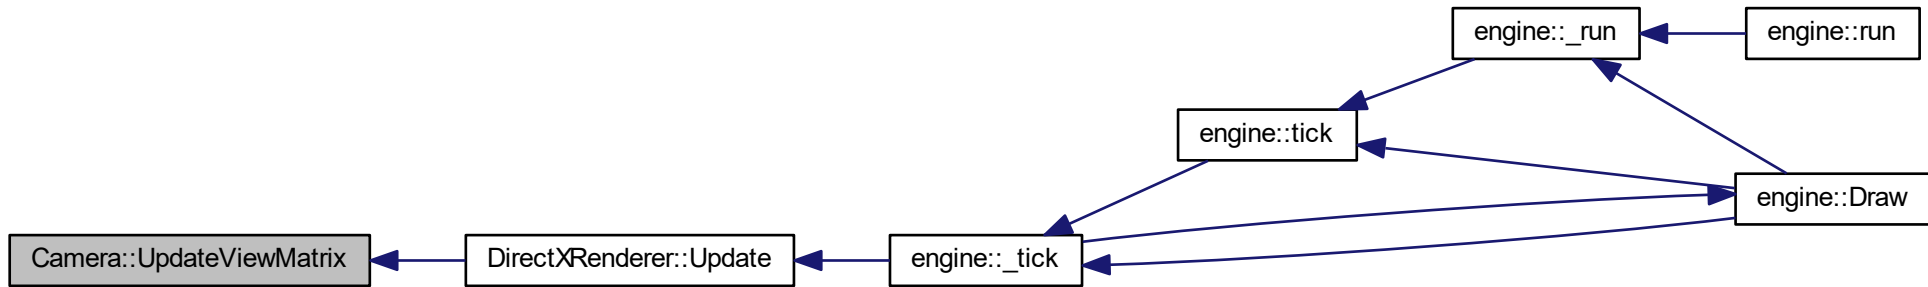 engine::_run
engine::run
engine::tick
engine::Draw
Camera::UpdateViewMatrix
DirectXRenderer::Update
engine::_tick